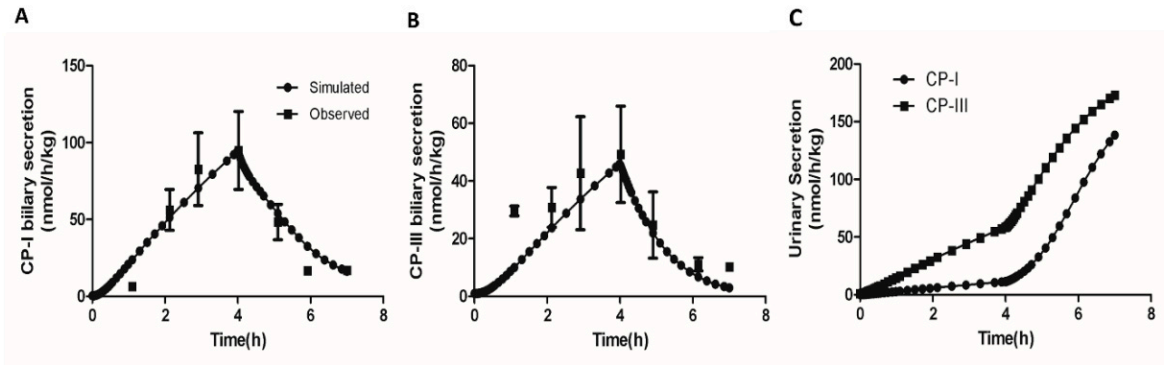 A
CP-I biliary secretion
(nmol/h/kg)
150
100
50
0
0 2 4 6 8
Time(h)
Simulated
Observed
B
CP-III biliary secretion
(nmol/h/kg)
80
60
40
20
0
0 2 4 6 8
Time(h)
C
Urinary Secretion
(nmol/h/kg)
200
150
100
50
0
0 2 4 6 8
Time(h)
CP-I
CP-III